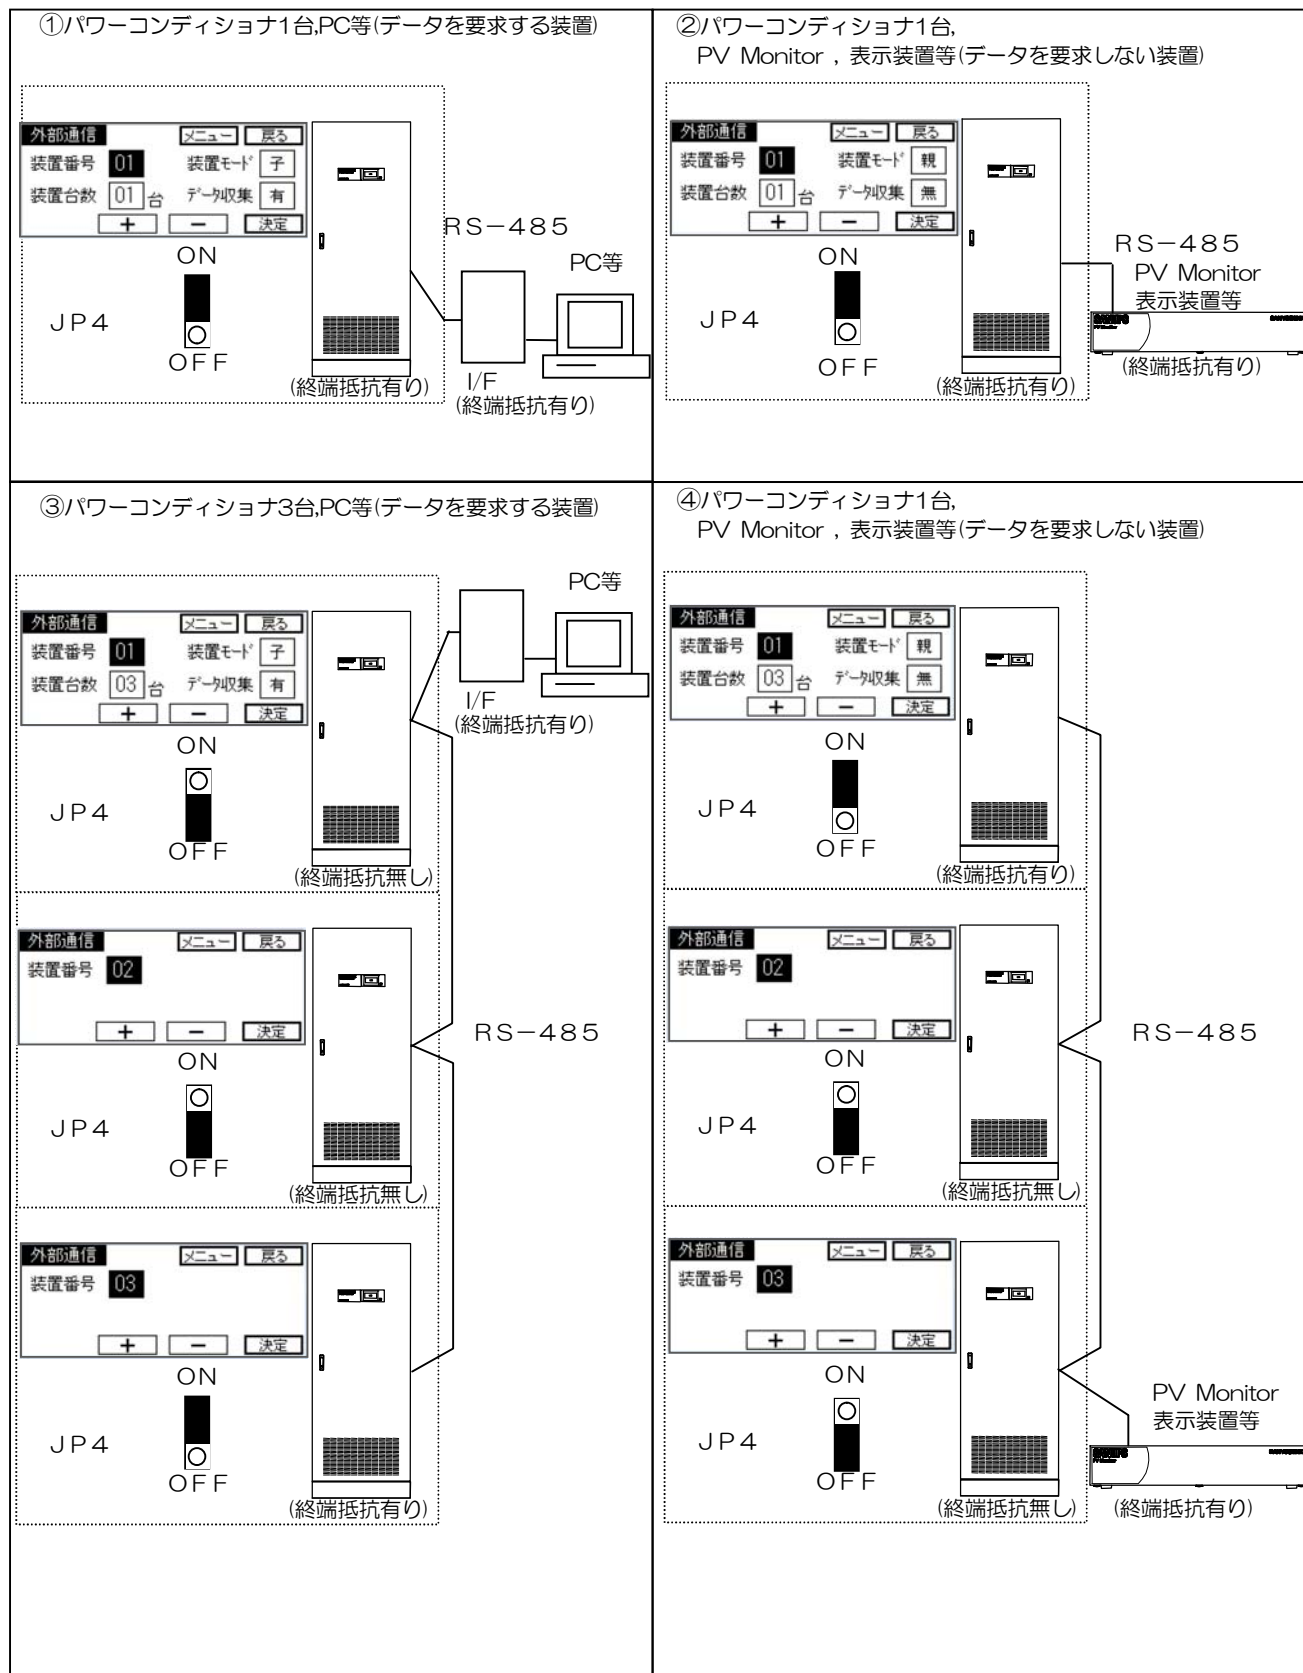 ①パワーコンディショナ1台,PC等(データを要求する装置)
外部通信 メニュー 戻る
装置番号 01 装置モード 子
装置台数 01 台 データ収集 有
+ − 決定
RS−485
ON
PC等
JP4
OFF
(終端抵抗有り)
I/F
(終端抵抗有り)
②パワーコンディショナ1台,
PV Monitor , 表示装置等(データを要求しない装置)
外部通信 メニュー 戻る
装置番号 01 装置モード 親
装置台数 01 台 データ収集 無
+ − 決定
RS−485
ON
PV Monitor
表示装置等
JP4
OFF
(終端抵抗有り)
(終端抵抗有り)
③パワーコンディショナ3台,PC等(データを要求する装置)
PC等
外部通信 メニュー 戻る
装置番号 01 装置モード 子
装置台数 03 台 データ収集 有
+ − 決定
I/F
(終端抵抗有り)
ON
JP4
OFF
(終端抵抗無し)
外部通信 メニュー 戻る
装置番号 02
+ − 決定
RS−485
ON
JP4
OFF
(終端抵抗無し)
外部通信 メニュー 戻る
装置番号 03
+ − 決定
ON
JP4
OFF
(終端抵抗有り)
④パワーコンディショナ1台,
PV Monitor , 表示装置等(データを要求しない装置)
外部通信 メニュー 戻る
装置番号 01 装置モード 親
装置台数 03 台 データ収集 無
+ − 決定
ON
JP4
OFF
(終端抵抗有り)
外部通信 メニュー 戻る
装置番号 02
+ − 決定
RS−485
ON
JP4
OFF
(終端抵抗無し)
外部通信 メニュー 戻る
装置番号 03
+ − 決定
ON
PV Monitor
表示装置等
JP4
OFF
(終端抵抗無し)
(終端抵抗有り)